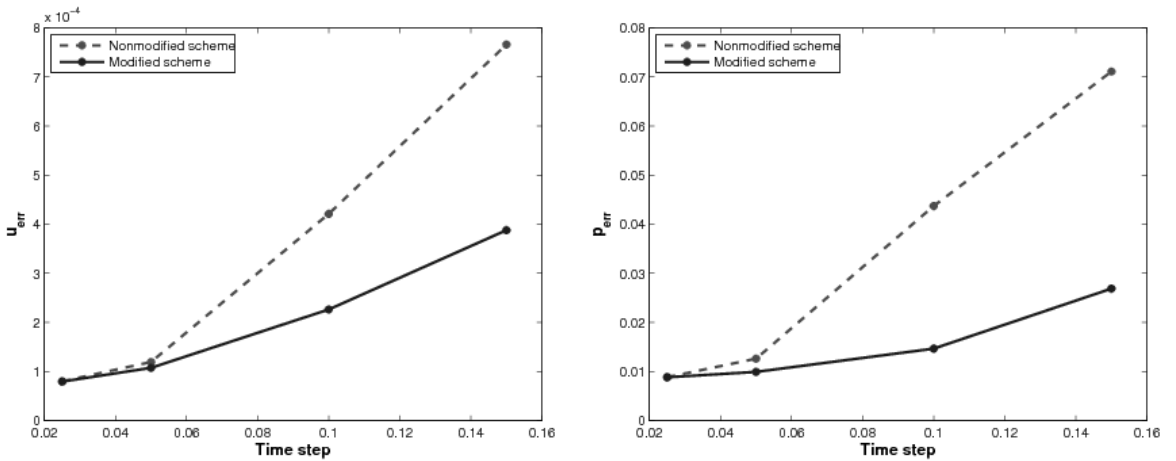 × 10⁻⁴
8
7
6
5
4
3
2
1
0
u_err
0.02 0.04 0.06 0.08 0.1 0.12 0.14 0.16
Time step
Nonmodified scheme
Modified scheme
0.08
0.07
0.06
0.05
0.04
0.03
0.02
0.01
0
p_err
0.02 0.04 0.06 0.08 0.1 0.12 0.14 0.16
Time step
Nonmodified scheme
Modified scheme